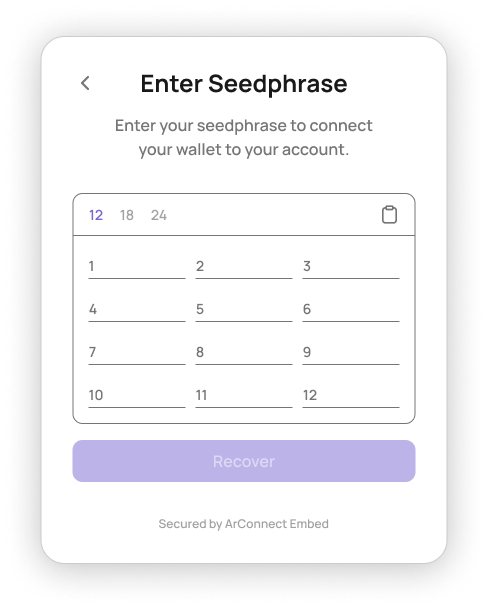 Enter Seedphrase
Enter your seedphrase to connect
your wallet to your account.
12 18 24
1 2 3
4 5 6
7 8 9
10 11 12
Recover
Secured by ArConnect Embed